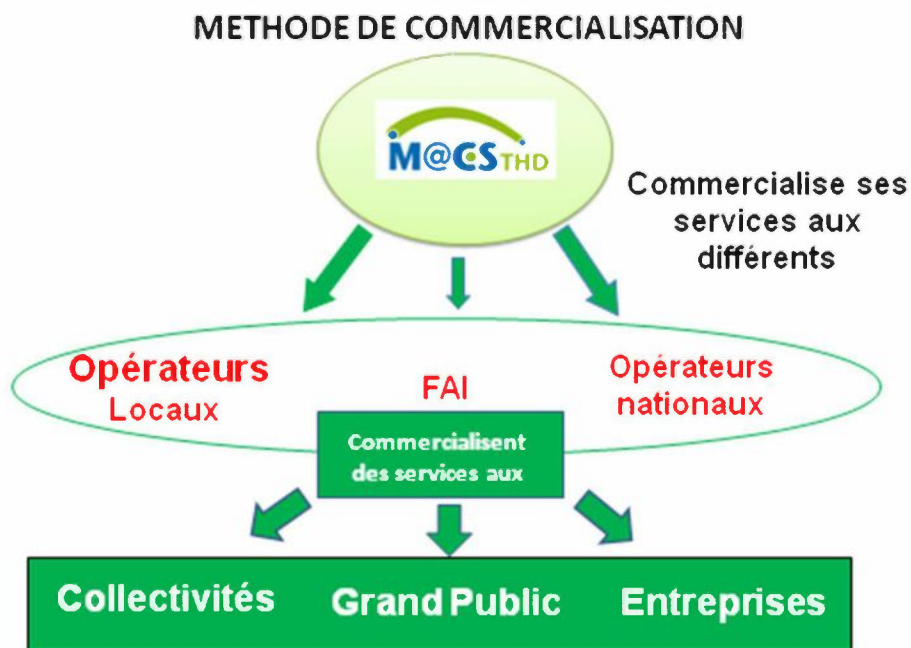 METHODE DE COMMERCIALISATION
M@CS THD
Commercialise ses
services aux
différents
Opérateurs
Locaux
FAI
Opérateurs
nationaux
Commercialisent
des services aux
Collectivités
Grand Public
Entreprises